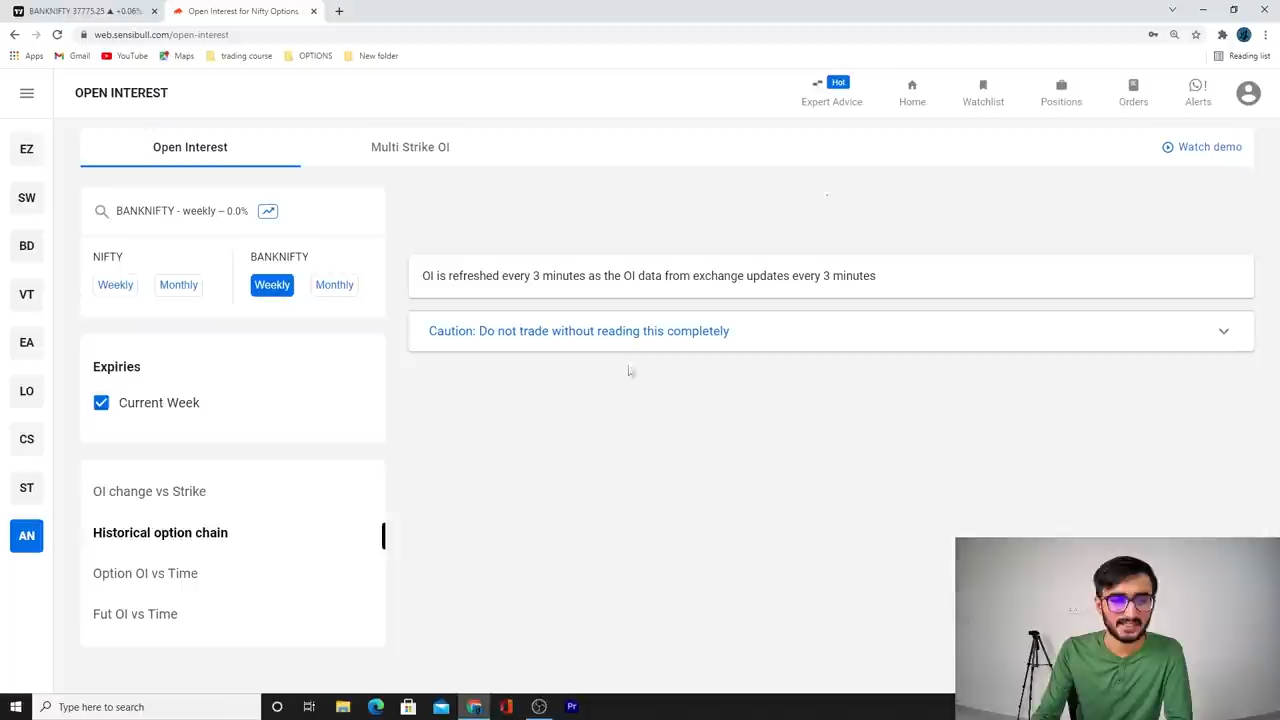 BANKNIFTY 37775.25 ▲ +0.06%
Open Interest for Nifty Options,
web.sensibull.com/open-interest
Apps
Gmail
YouTube
Maps
trading course
OPTIONS
New folder
Reading list
OPEN INTEREST
Hot
Expert Advice
Home
Watchlist
Positions
Orders
Alerts
Open Interest
Multi Strike OI
Watch demo
EZ
SW
BD
VT
EA
LO
CS
ST
AN
BANKNIFTY - weekly – 0.0%
NIFTY
BANKNIFTY
Weekly
Monthly
Weekly
Monthly
OI is refreshed every 3 minutes as the OI data from exchange updates every 3 minutes
Caution: Do not trade without reading this completely
Expiries
Current Week
OI change vs Strike
Historical option chain
Option OI vs Time
Fut OI vs Time
Type here to search
Pr